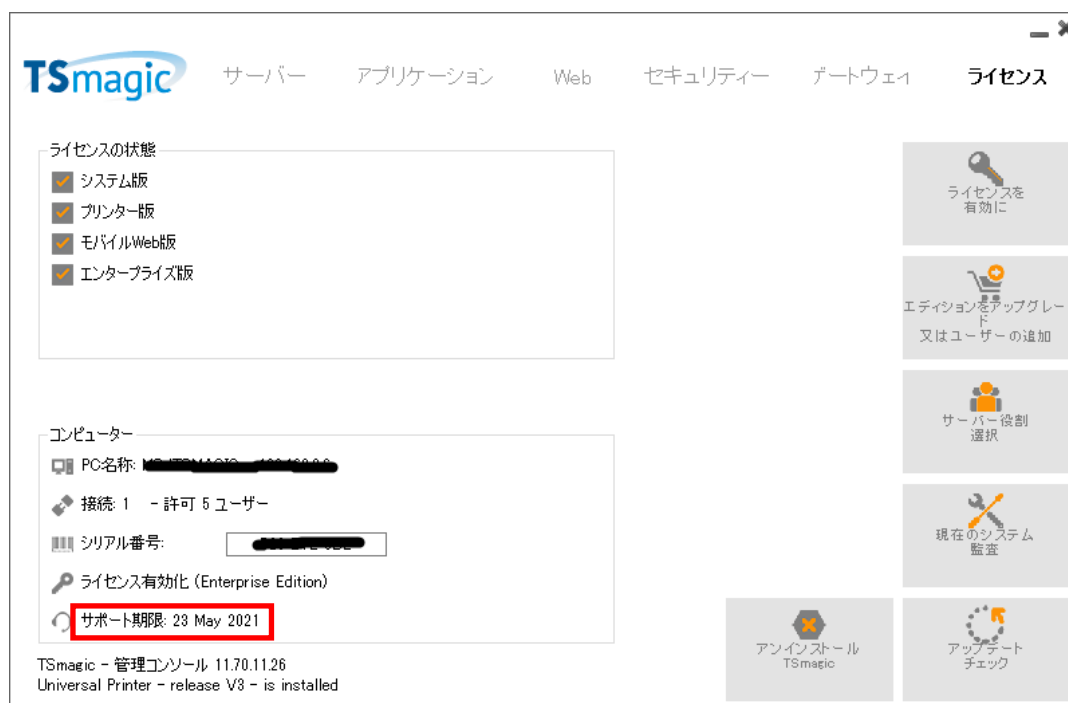 TSmagic
サーバー
アプリケーション
Web
セキュリティー
ゲートウェイ
ライセンス
ライセンスの状態
システム版
プリンター版
モバイルWeb版
エンタープライズ版
ライセンスを
有効に
エディションをアップグレー
ド
又はユーザーの追加
サーバー役割
選択
現在のシステム
監査
コンピューター
PC名称:
接続: 1 - 許可 5 ユーザー
シリアル番号:
ライセンス有効化 (Enterprise Edition)
サポート期限: 23 May 2021
アンインストール
TSmagic
アップデート
チェック
TSmagic - 管理コンソール 11.70.11.26
Universal Printer - release V3 - is installed